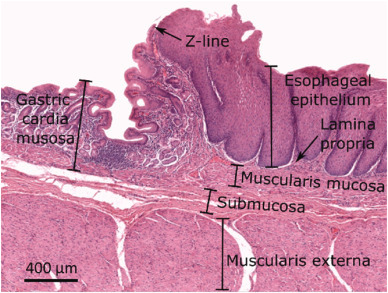 Z-line
Gastric
cardia
musosa
Esophageal
epithelium
Lamina
propria
Muscularis mucosa
Submucosa
Muscularis externa
400 µm